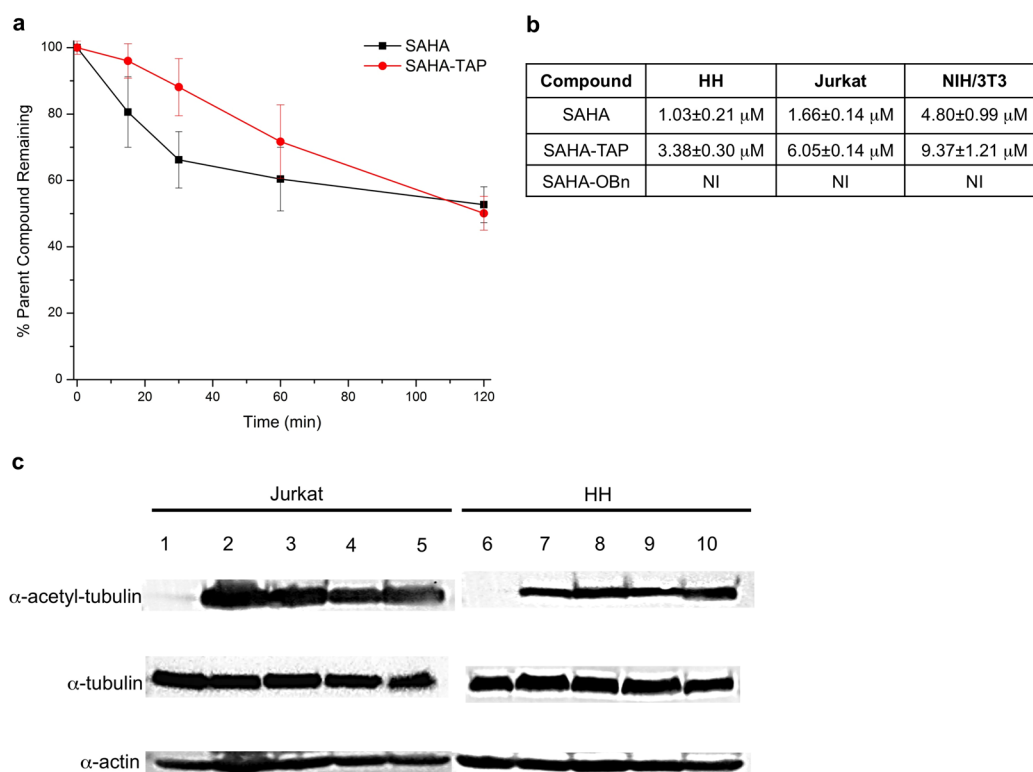 a
SAHA
SAHA-TAP
100
80
60
40
20
0
% Parent Compound Remaining
0 20 40 60 80 100 120
Time (min)
b
Compound HH Jurkat NIH/3T3
SAHA 1.03±0.21 μM 1.66±0.14 μM 4.80±0.99 μM
SAHA-TAP 3.38±0.30 μM 6.05±0.14 μM 9.37±1.21 μM
SAHA-OBn NI NI NI
c
Jurkat HH
1 2 3 4 5 6 7 8 9 10
α-acetyl-tubulin
α-tubulin
α-actin